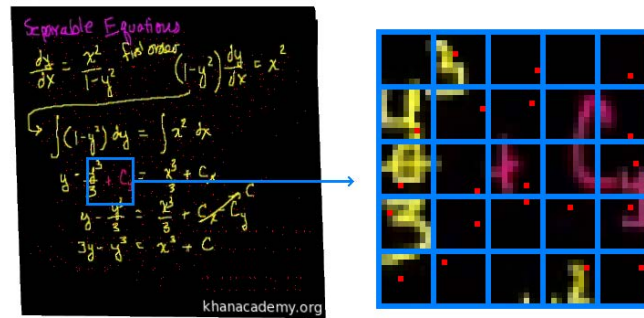 Separable Equations
dy/dx = x²/(1-y²) first order (1-y²) dy/dx = x²
∫(1-y²) dy = ∫ x² dx
y - y³/3 + Cy = x³/3 + Cx
y - y³/3 = x³/3 + Cx - Cy C
3y - y³ = x³ + C
khanacademy.org